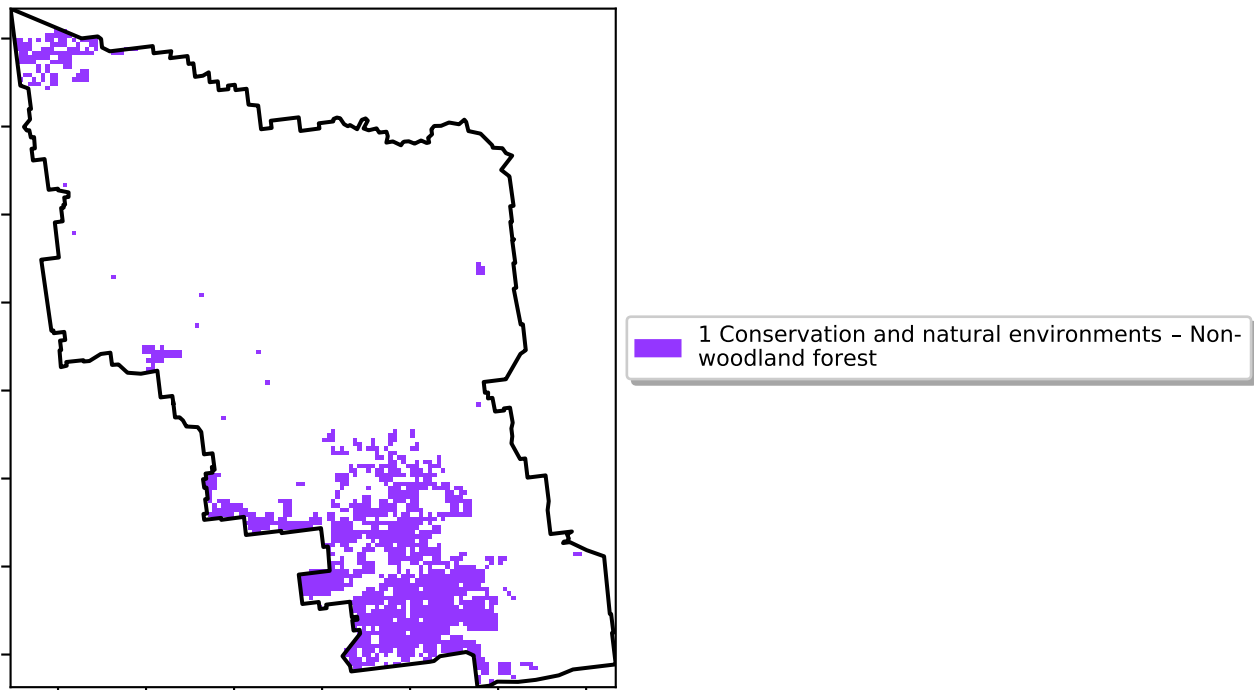 1 Conservation and natural environments – Non-
woodland forest